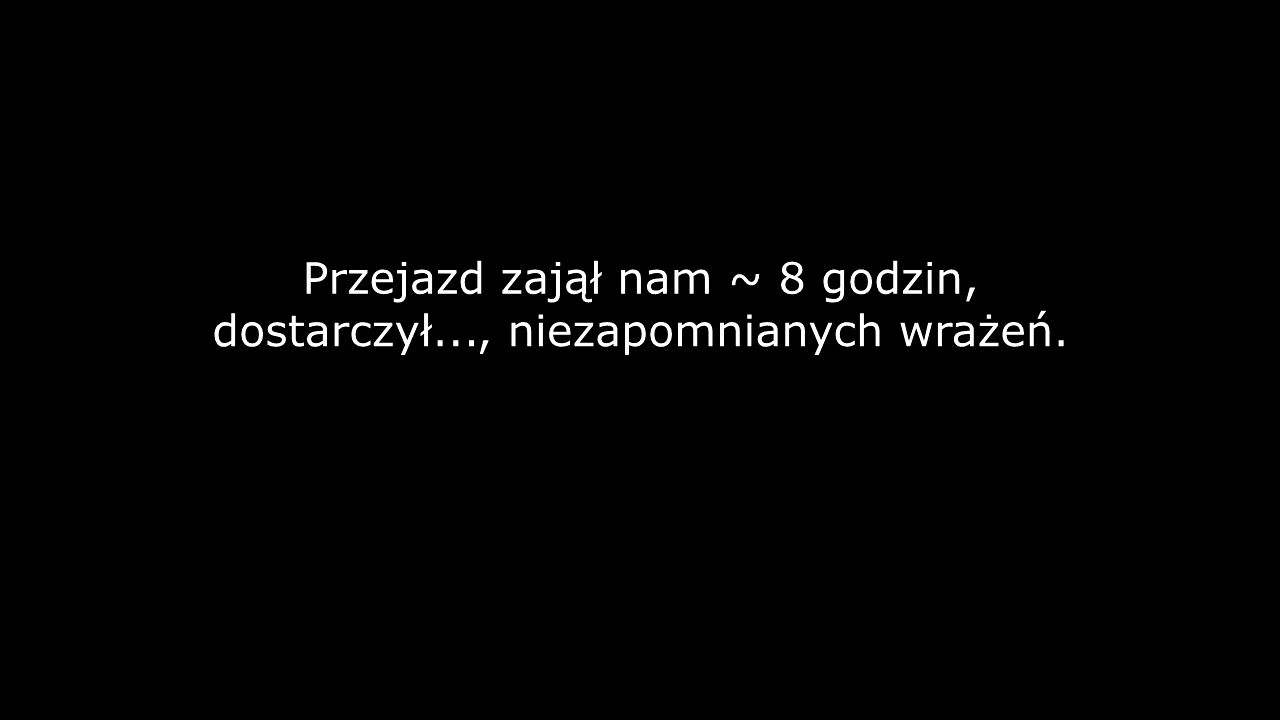 Przejazd zajął nam ~ 8 godzin,
dostarczył..., niezapomnianych wrażeń.